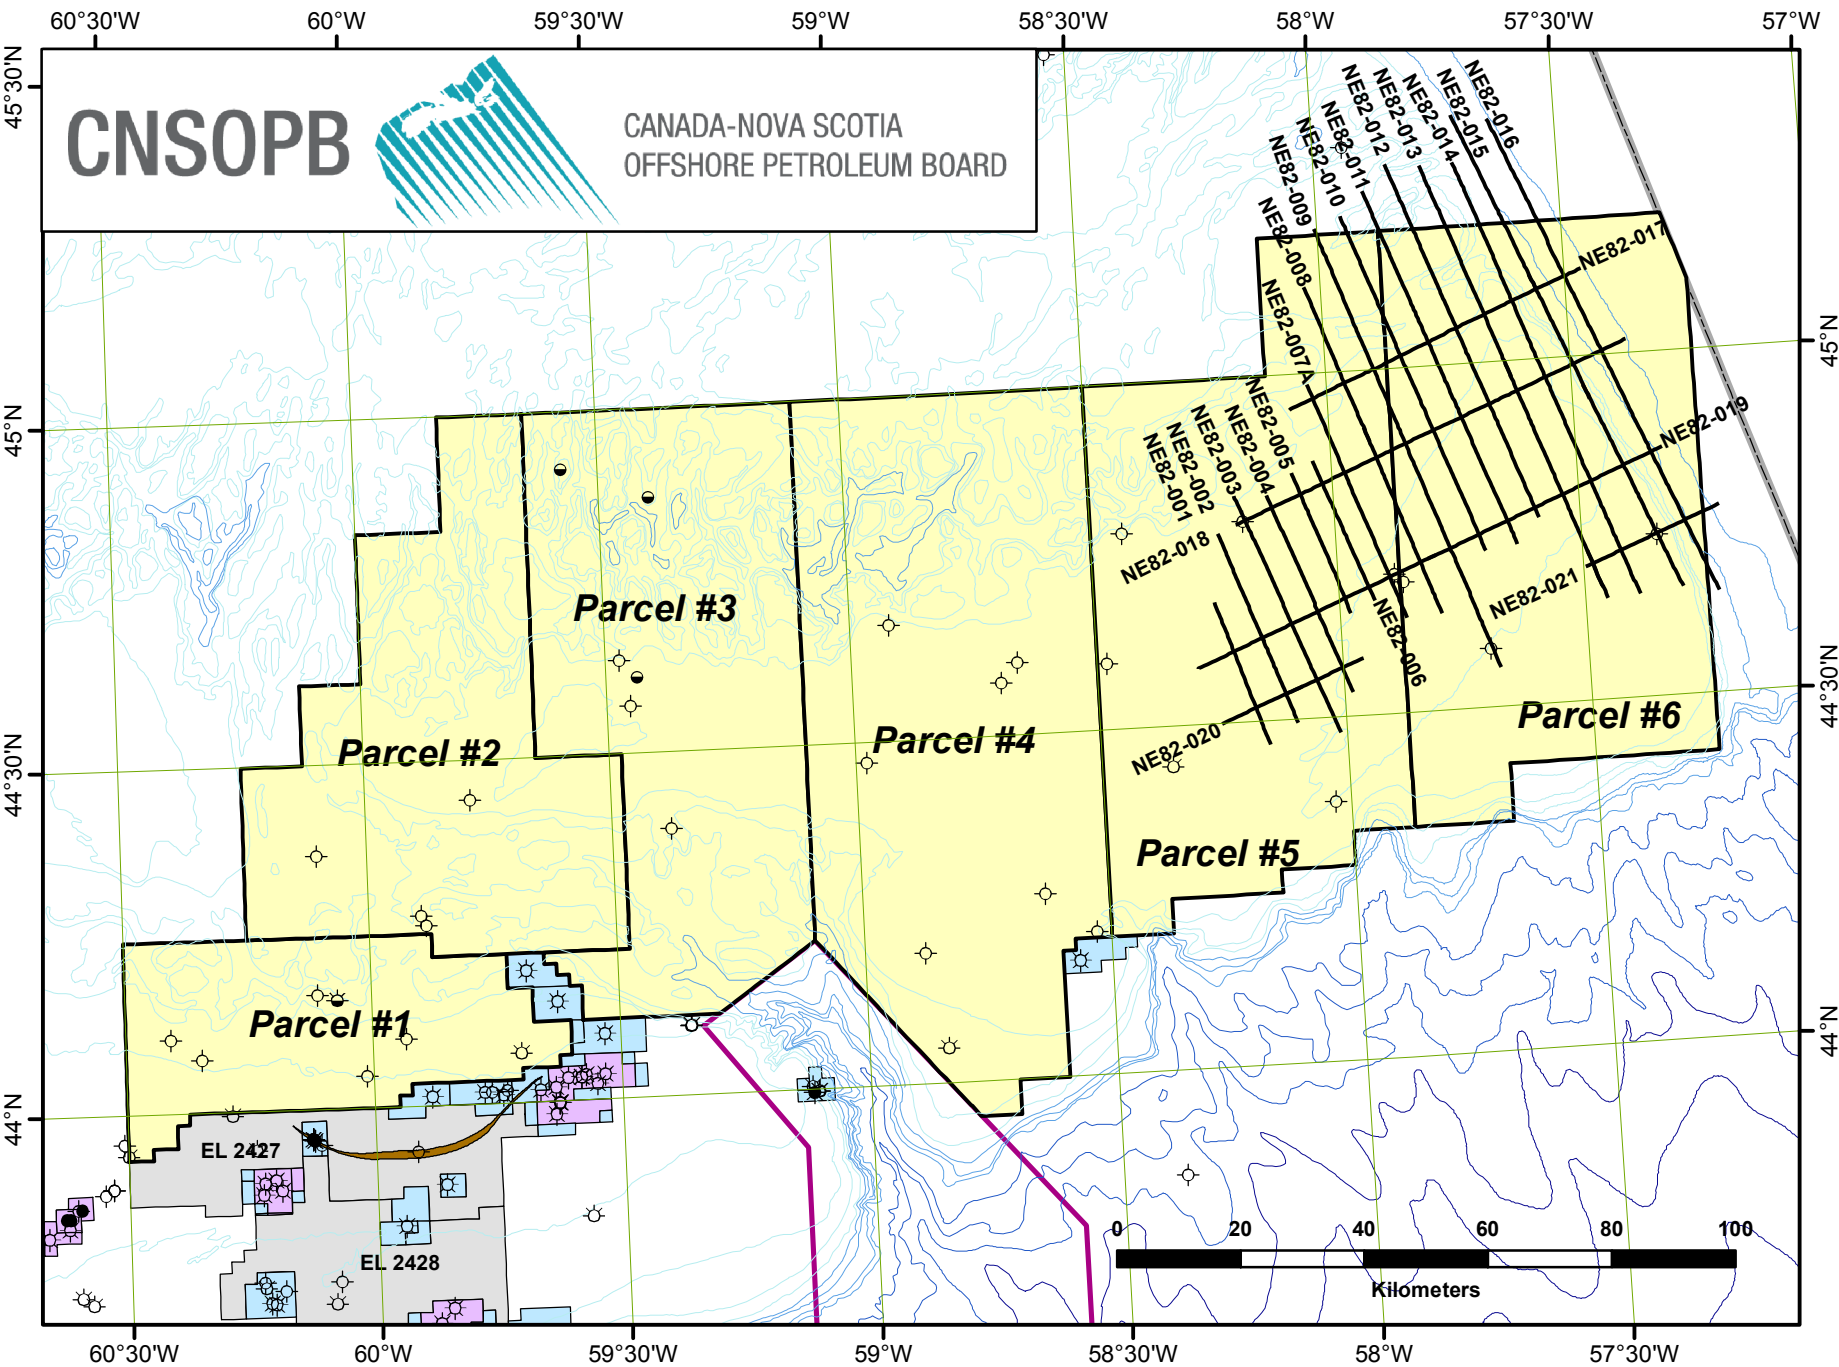 60°30'W
60°W
59°30'W
59°W
58°30'W
58°W
57°30'W
57°W
45°30'N
CNSOPB
CANADA-NOVA SCOTIA
OFFSHORE PETROLEUM BOARD
NE82-016
NE82-015
NE82-014
NE82-013
NE82-012
NE82-011
NE82-010
NE82-009
NE82-008
NE82-007A
NE82-017
45°N
45°N
NE82-005
NE82-004
NE82-003
NE82-002
NE82-001
NE82-019
NE82-018
NE82-021
NE82-006
NE82-020
Parcel #3
Parcel #2
Parcel #4
Parcel #6
Parcel #5
Parcel #1
44°30'N
44°30'N
44°N
44°N
EL 2427
EL 2428
0
20
40
60
80
100
Kilometers
60°30'W
60°W
59°30'W
59°W
58°30'W
58°W
57°30'W